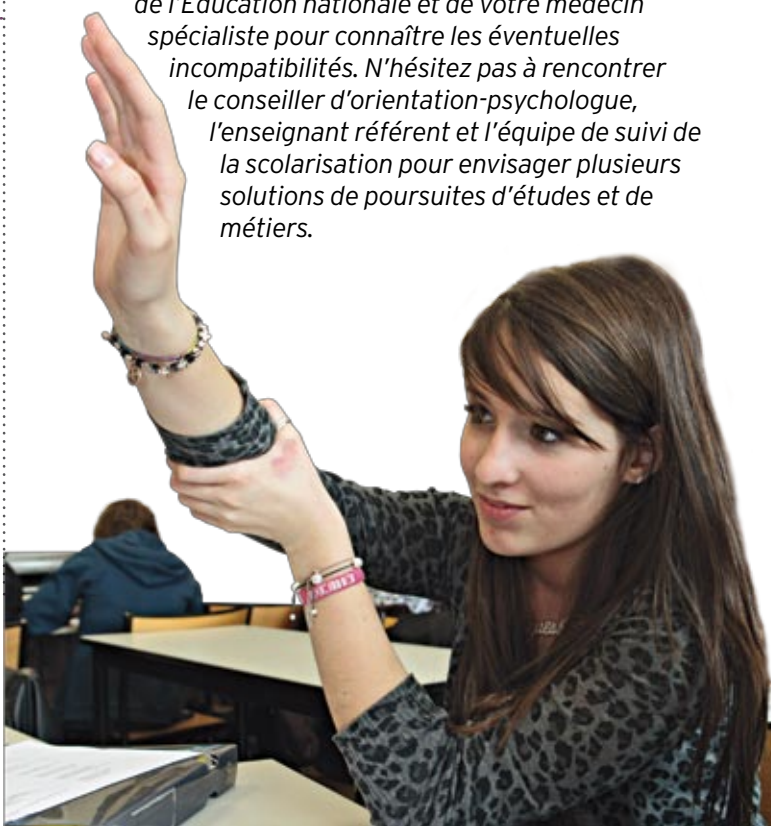 de l'Éducation nationale et de votre médecin
spécialiste pour connaître les éventuelles
incompatibilités. N'hésitez pas à rencontrer
le conseiller d'orientation-psychologue,
l'enseignant référent et l'équipe de suivi de
la scolarisation pour envisager plusieurs
solutions de poursuites d'études et de
métiers.